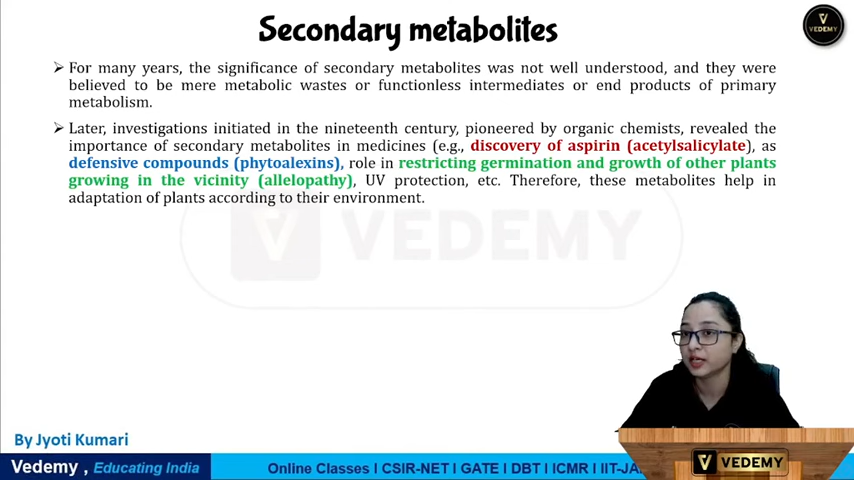 Secondary metabolites
V
VEDEMY
➢ For many years, the significance of secondary metabolites was not well understood, and they were
believed to be mere metabolic wastes or functionless intermediates or end products of primary
metabolism.
➢ Later, investigations initiated in the nineteenth century, pioneered by organic chemists, revealed the
importance of secondary metabolites in medicines (e.g., discovery of aspirin (acetylsalicylate), as
defensive compounds (phytoalexins), role in restricting germination and growth of other plants
growing in the vicinity (allelopathy), UV protection, etc. Therefore, these metabolites help in
adaptation of plants according to their environment.
V VEDEMY
By Jyoti Kumari
Vedemy , Educating India
Online Classes I CSIR-NET I GATE I DBT I ICMR I IIT-JA
V VEDEMY